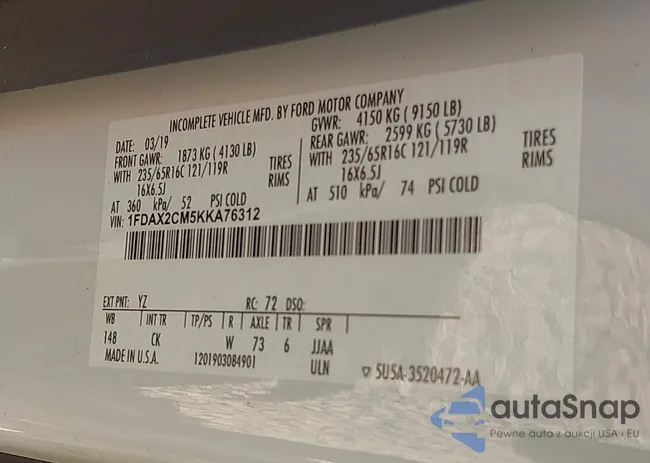 INCOMPLETE VEHICLE MFD. BY FORD MOTOR COMPANY
DATE: 03/19 GVWR: 4150 KG ( 9150 LB)
FRONT GAWR: 1873 KG ( 4130 LB) REAR GAWR: 2599 KG ( 5730 LB)
WITH 235/65R16C 121/119R TIRES WITH 235/65R16C 121/119R TIRES
16X6.5J RIMS 16X6.5J RIMS
AT 360 kPa/ 52 PSI COLD AT 510 kPa/ 74 PSI COLD
VIN: 1FDAX2CM5KKA76312
EXT PNT: YZ RC: 72 DSO:
WB INT TR TP/PS R AXLE TR SPR
148 CK W 73 6 JJAA
MADE IN U.S.A. 1201903084901 ULN ▽ 5U5A-3520472-AA
autaSnap
Pewne auta z aukcji USA i EU